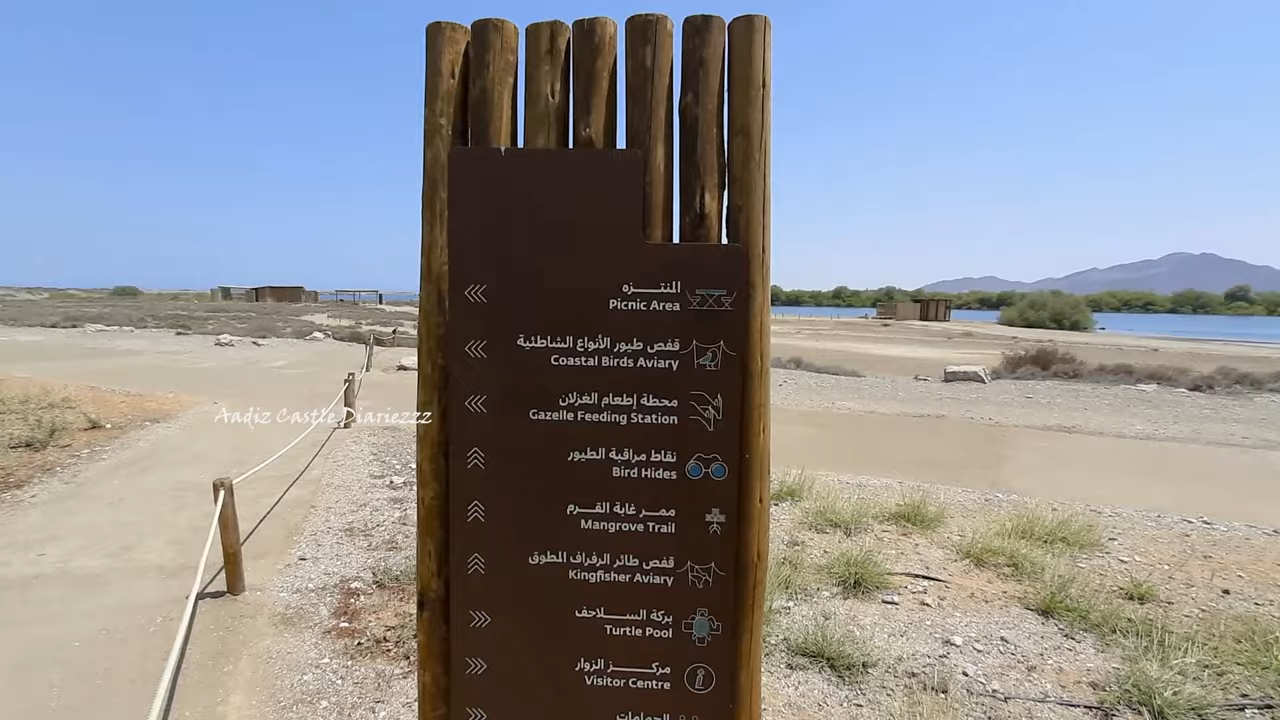 المنتزه
Picnic Area
قفص طيور الأنواع الشاطئية
Coastal Birds Aviary
محطة إطعام الغزلان
Gazelle Feeding Station
نقاط مراقبة الطيور
Bird Hides
ممر غابة القرم
Mangrove Trail
قفص طائر الرفراف المطوق
Kingfisher Aviary
بركة السلاحف
Turtle Pool
مركز الزوار
Visitor Centre
الحمامات
Aadiz Castle Diariezzz